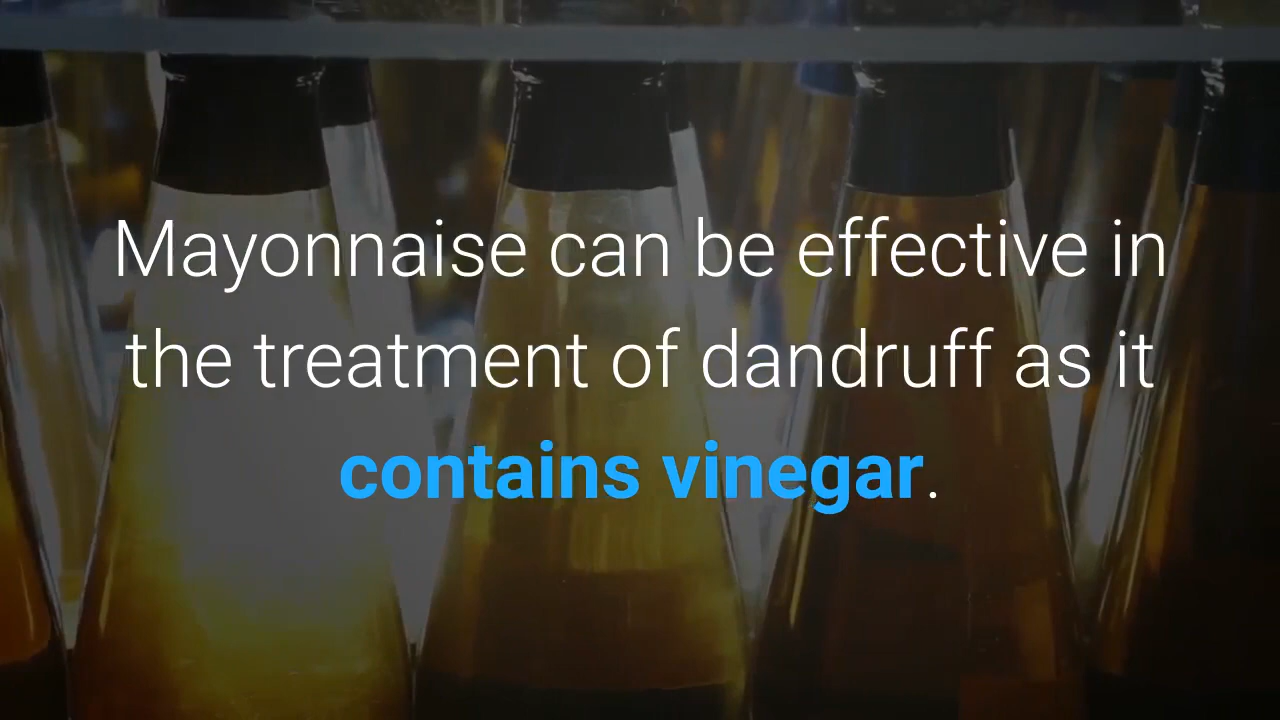 Mayonnaise can be effective in
the treatment of dandruff as it
contains vinegar.